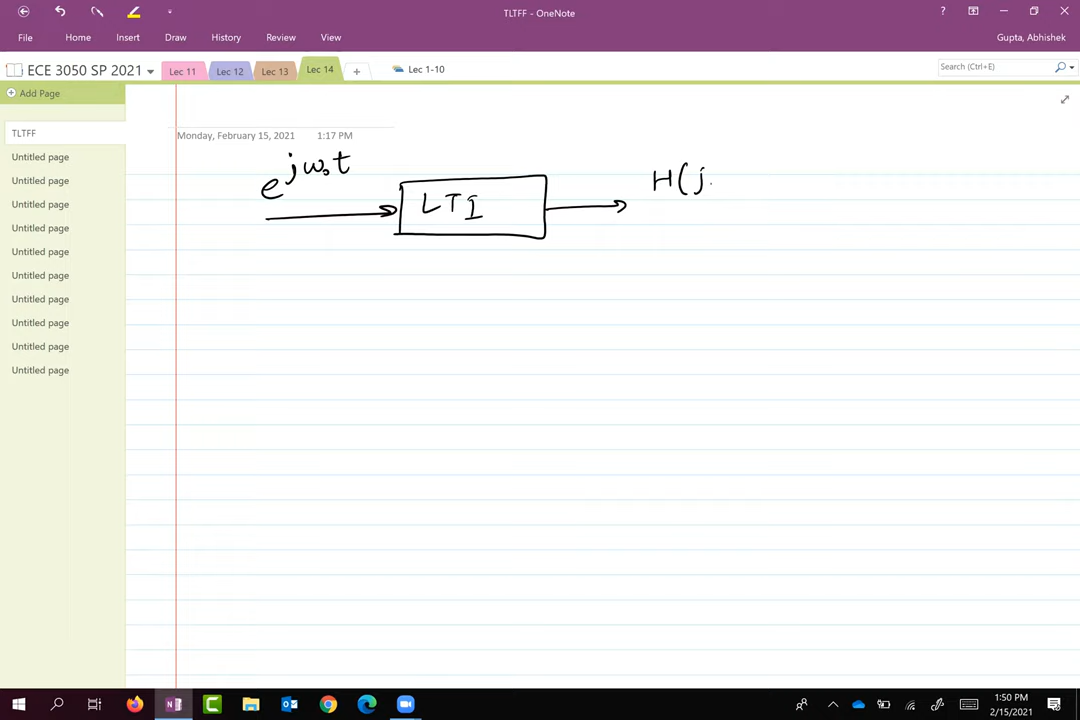 TLTFF - OneNote
File Home Insert Draw History Review View Gupta, Abhishek
ECE 3050 SP 2021 Lec 11 Lec 12 Lec 13 Lec 14 Lec 1-10 Search (Ctrl+E)
Add Page
TLTFF
Untitled page
Untitled page
Untitled page
Untitled page
Untitled page
Untitled page
Untitled page
Untitled page
Untitled page
Untitled page
Monday, February 15, 2021 1:17 PM
e^{jω₀t}
LTI
H(j
1:50 PM
2/15/2021